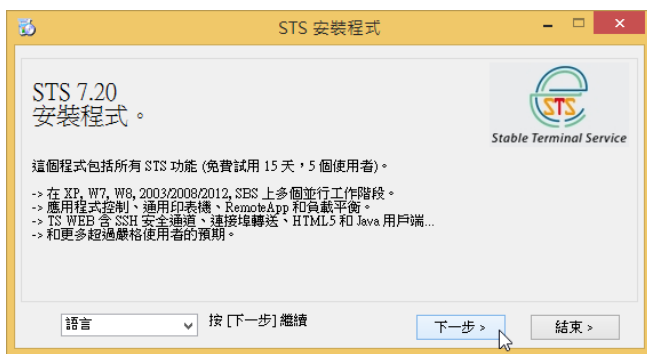 STS 安裝程式
STS 7.20
安裝程式。
STS
Stable Terminal Service
這個程式包括所有 STS 功能 (免費試用 15 天，5 個使用者)。
-> 在 XP, W7, W8, 2003/2008/2012, SBS 上多個並行工作階段。
-> 應用程式控制、通用印表機、RemoteApp 和負載平衡。
-> TS WEB 含 SSH 安全通道、連接埠轉送、HTML5 和 Java 用戶端...
-> 和更多超過嚴格使用者的預期。
語言
按 [下一步] 繼續
下一步 >
結束 >